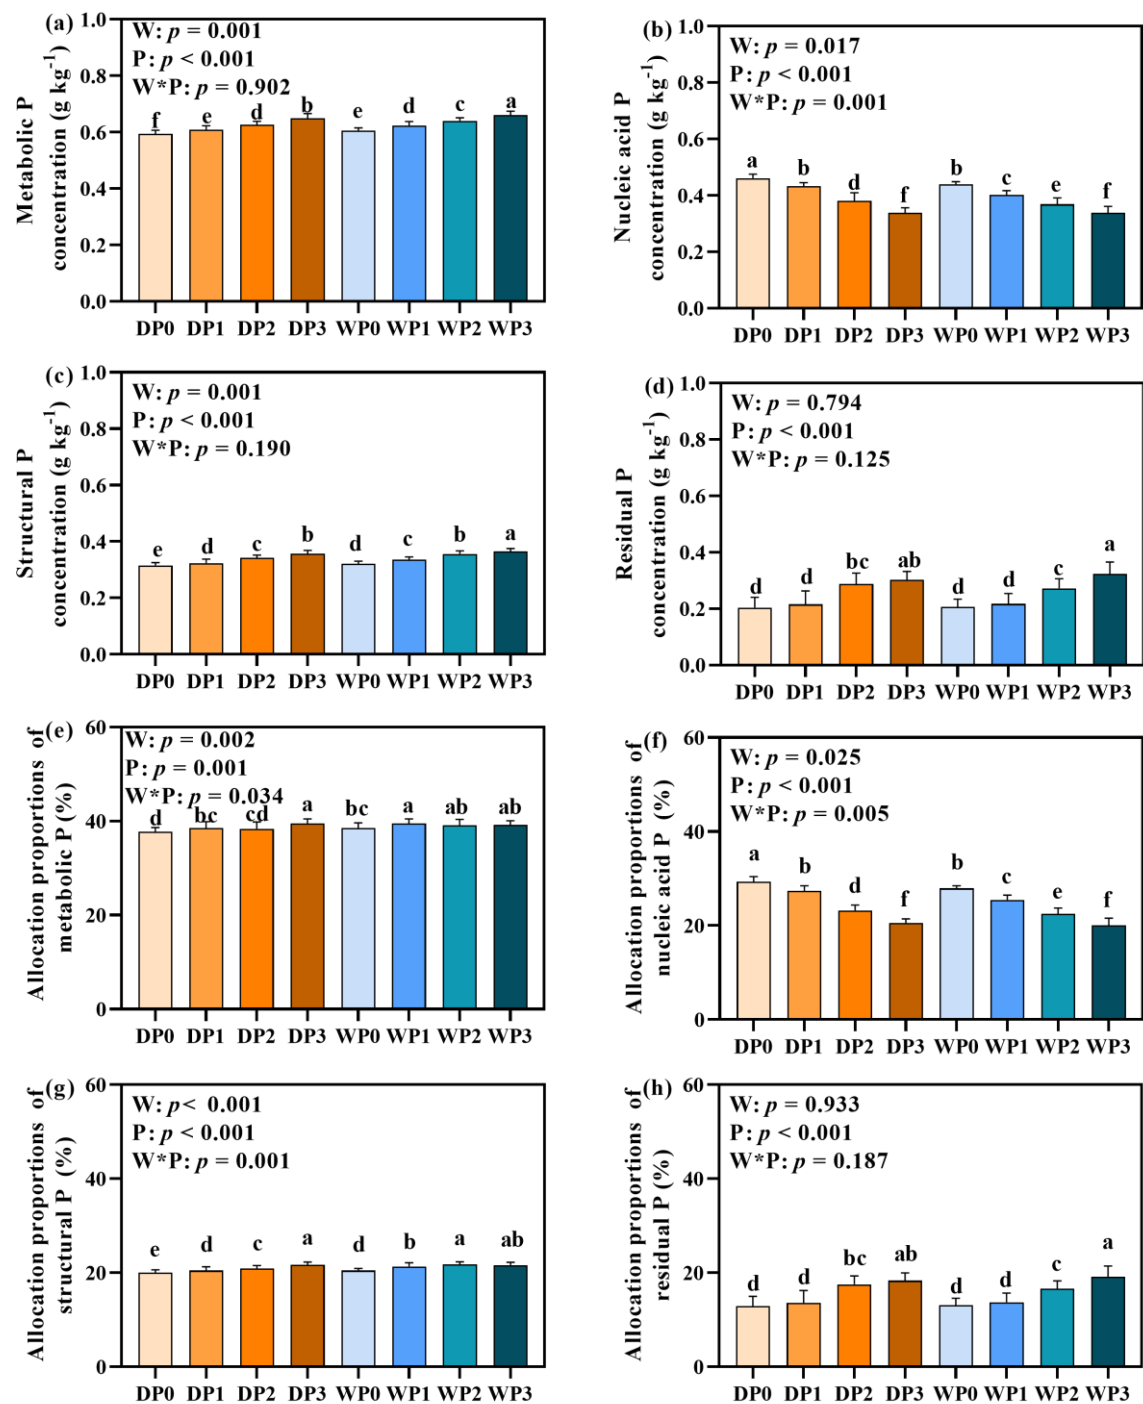 (a)
1.0
0.8
0.6
0.4
0.2
0.0
Metabolic P
concentration (g kg⁻¹)
W: p = 0.001
P: p < 0.001
W*P: p = 0.902
f e d b e d c a
DP0 DP1 DP2 DP3 WP0 WP1 WP2 WP3
(b)
1.0
0.8
0.6
0.4
0.2
0.0
Nucleic acid P
concentration (g kg⁻¹)
W: p = 0.017
P: p < 0.001
W*P: p = 0.001
a b d f b c e f
DP0 DP1 DP2 DP3 WP0 WP1 WP2 WP3
(c)
1.0
0.8
0.6
0.4
0.2
0.0
Structural P
concentration (g kg⁻¹)
W: p = 0.001
P: p < 0.001
W*P: p = 0.190
e d c b d c b a
DP0 DP1 DP2 DP3 WP0 WP1 WP2 WP3
(d)
1.0
0.8
0.6
0.4
0.2
0.0
Residual P
concentration (g kg⁻¹)
W: p = 0.794
P: p < 0.001
W*P: p = 0.125
d d bc ab d d c a
DP0 DP1 DP2 DP3 WP0 WP1 WP2 WP3
(e)
60
40
20
0
Allocation proportions of
metabolic P (%)
W: p = 0.002
P: p = 0.001
W*P: p = 0.034
d bc cd a bc a ab ab
DP0 DP1 DP2 DP3 WP0 WP1 WP2 WP3
(f)
60
40
20
0
Allocation proportions of
nucleic acid P (%)
W: p = 0.025
P: p < 0.001
W*P: p = 0.005
a b d f b c e f
DP0 DP1 DP2 DP3 WP0 WP1 WP2 WP3
(g)
60
40
20
0
Allocation proportions of
structural P (%)
W: p< 0.001
P: p < 0.001
W*P: p = 0.001
e d c a d b a ab
DP0 DP1 DP2 DP3 WP0 WP1 WP2 WP3
(h)
60
40
20
0
Allocation proportions of
residual P (%)
W: p = 0.933
P: p < 0.001
W*P: p = 0.187
d d bc ab d d c a
DP0 DP1 DP2 DP3 WP0 WP1 WP2 WP3